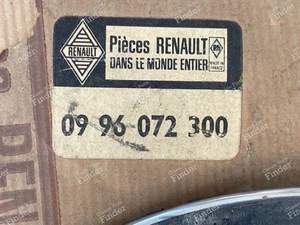 RENAULT
Pièces RENAULT
DANS LE MONDE ENTIER
MADE IN
FRANCE
09 96 072 300